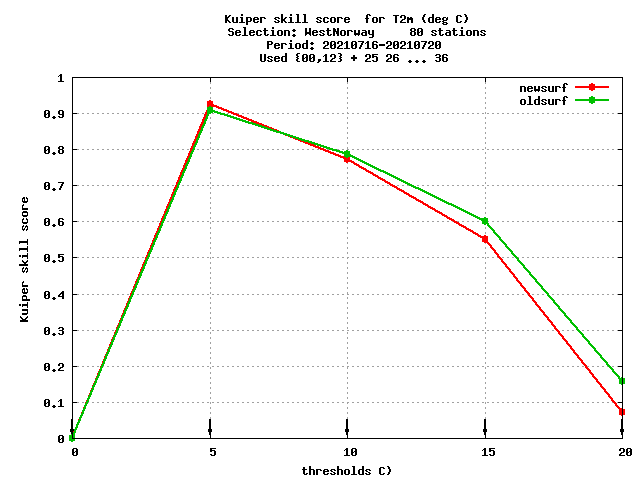 Kuiper skill score for T2m (deg C)
Selection: WestNorway 80 stations
Period: 20210716-20210720
Used {00,12} + 25 26 ... 36
newsurf
oldsurf
Kuiper skill score
1
0.9
0.8
0.7
0.6
0.5
0.4
0.3
0.2
0.1
0
0 5 10 15 20
thresholds C)